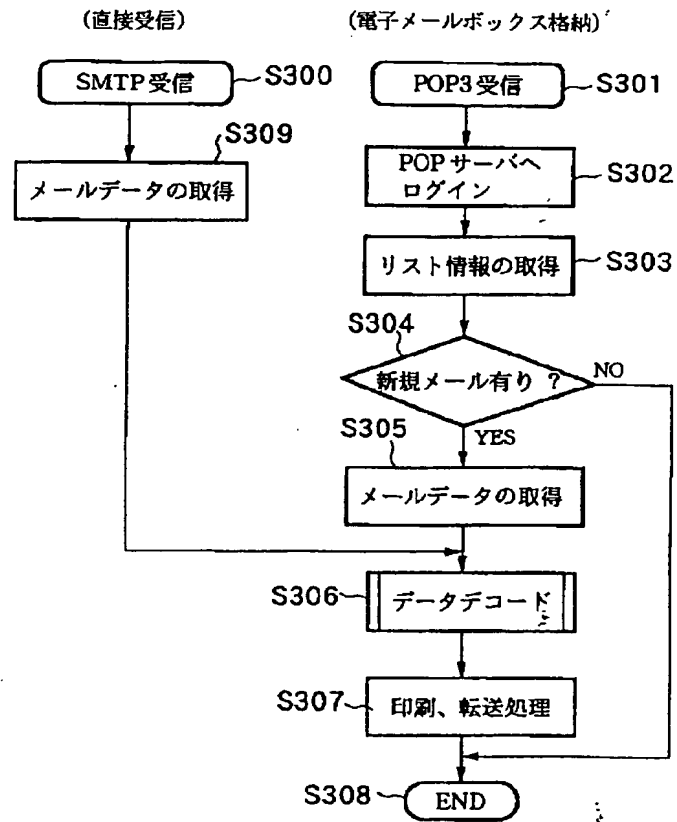 (直接受信)
(電子メールボックス格納)
SMTP受信
S300
POP3受信
S301
S309
メールデータの取得
POPサーバへ
ログイン
S302
リスト情報の取得
S303
S304
新規メール有り ?
NO
YES
S305
メールデータの取得
S306
データデコード
S307
印刷、転送処理
S308
END